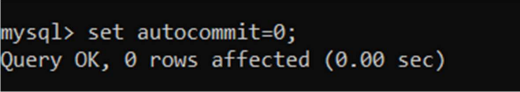 mysql> set autocommit=0;
Query OK, 0 rows affected (0.00 sec)